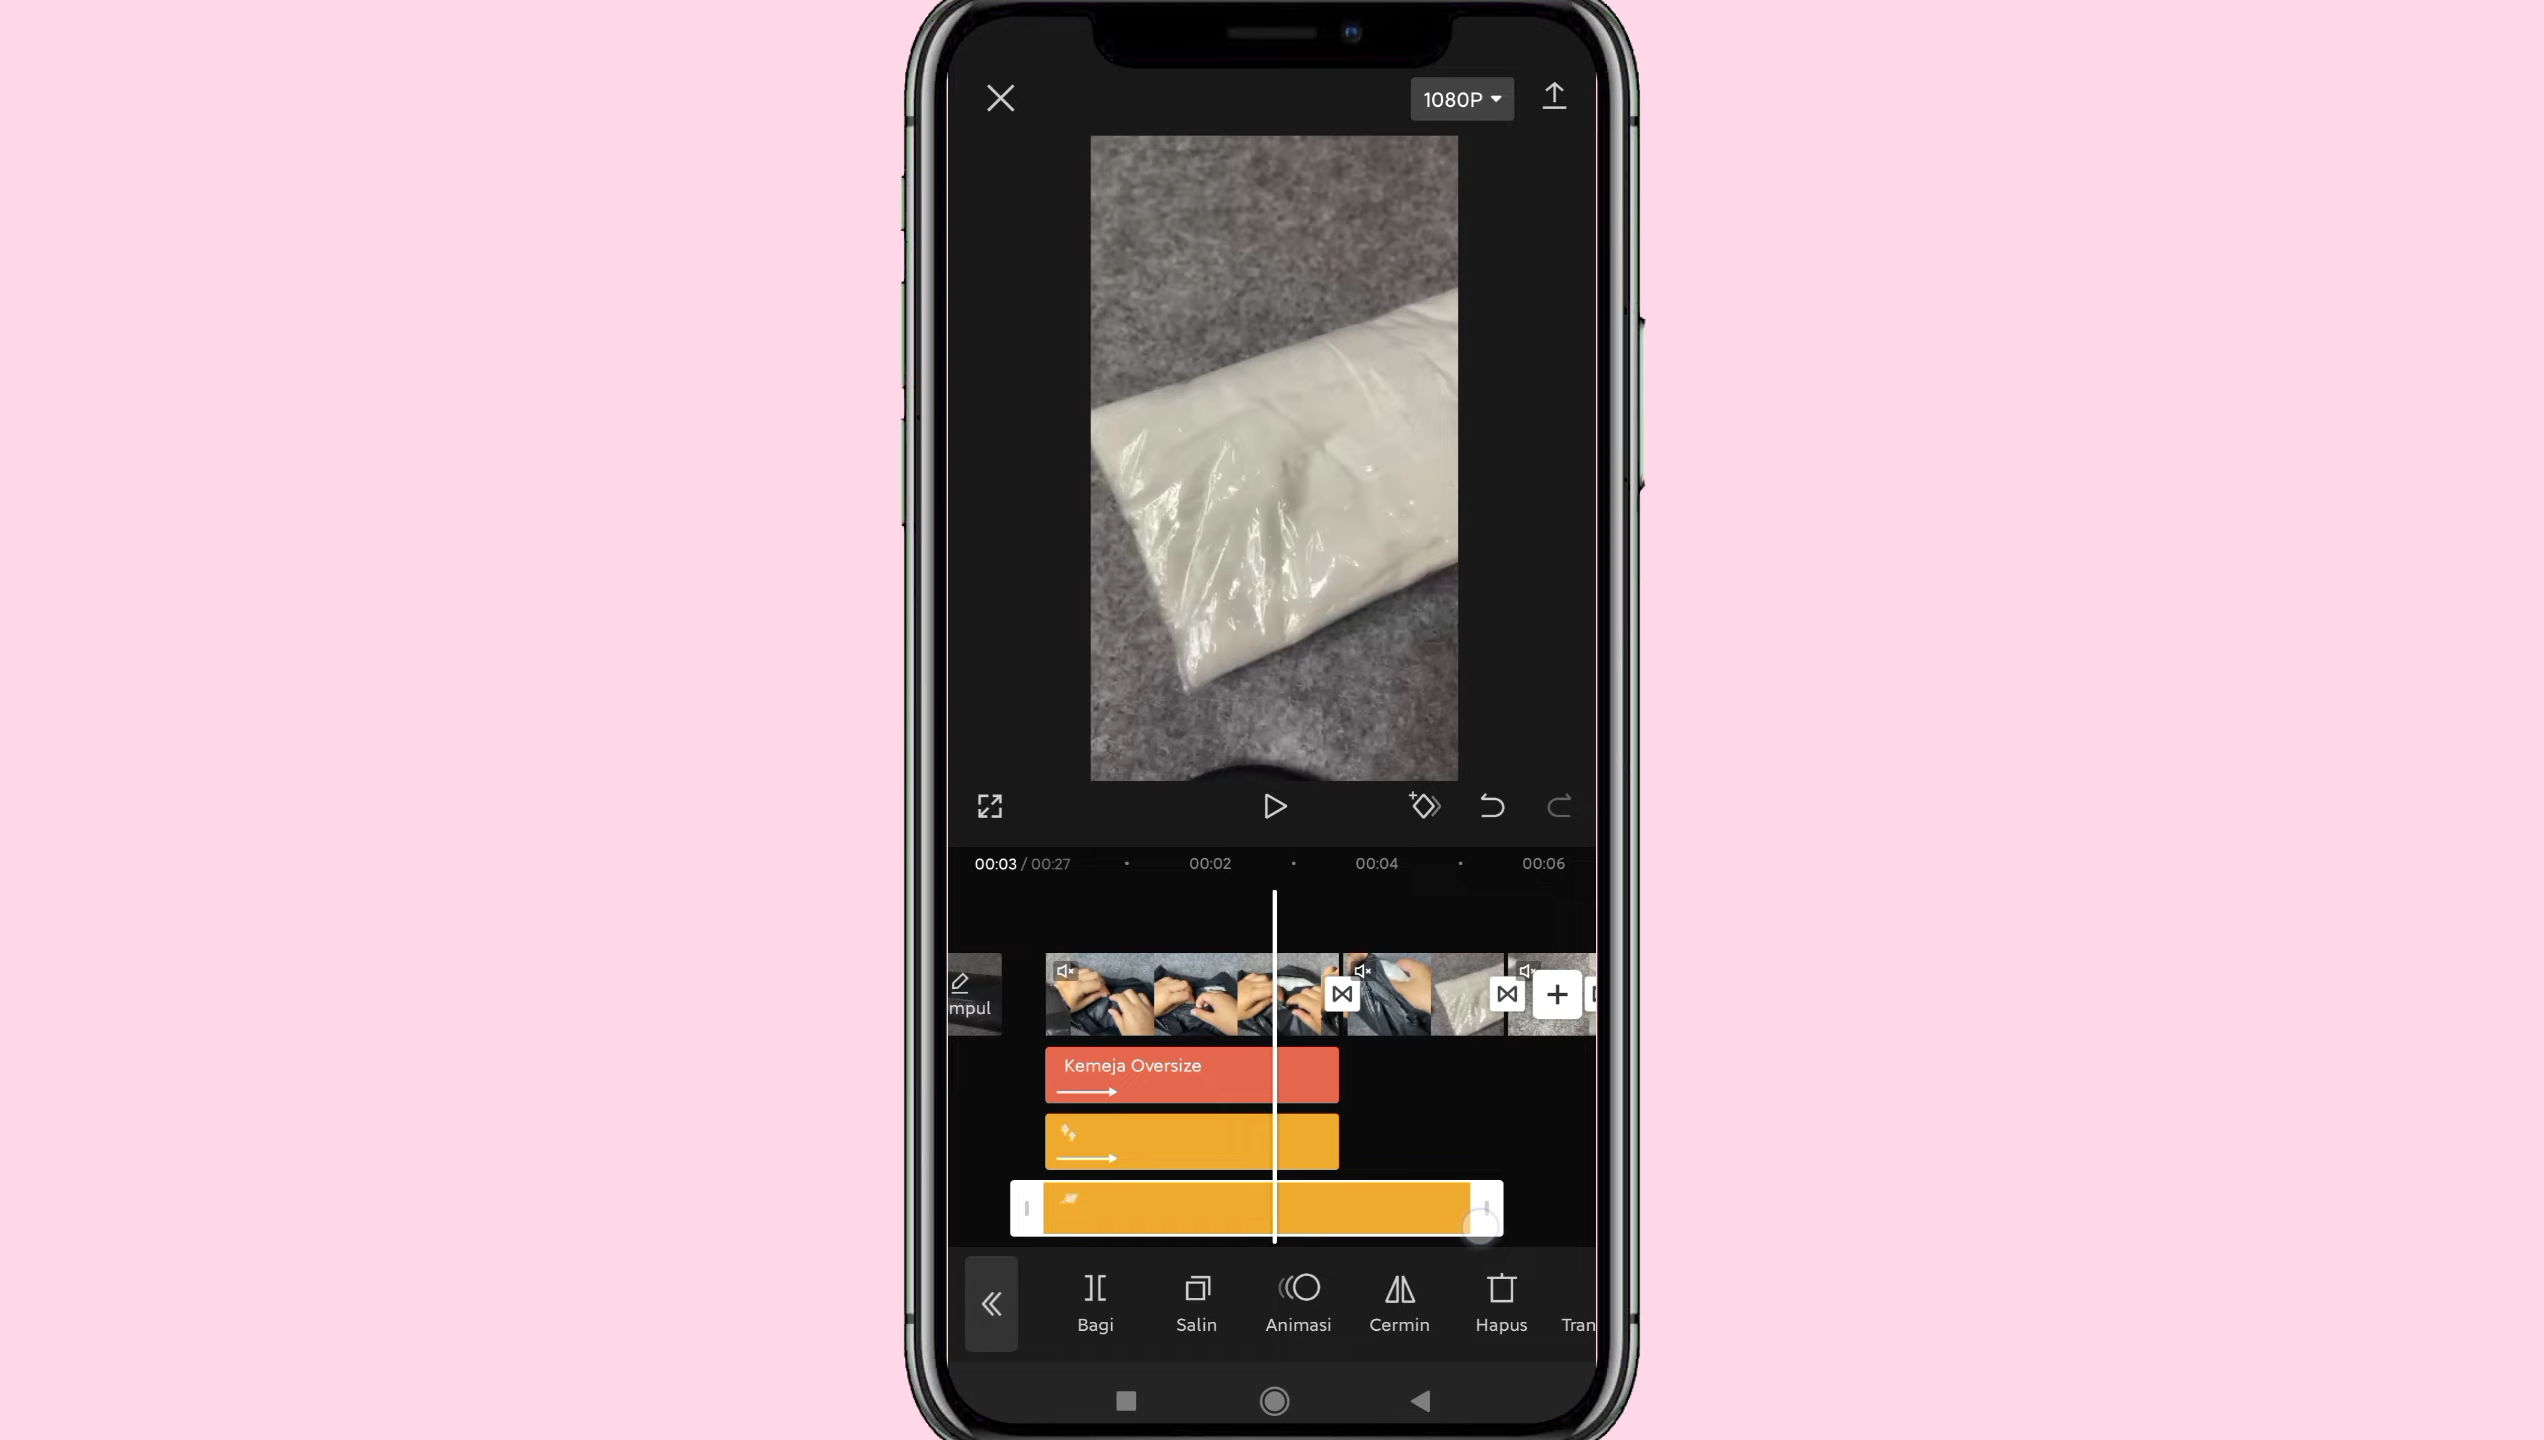 1080P
00:03 / 00:27
00:02
00:04
00:06
mpul
Kemeja Oversize
Bagi
Salin
Animasi
Cermin
Hapus
Tran